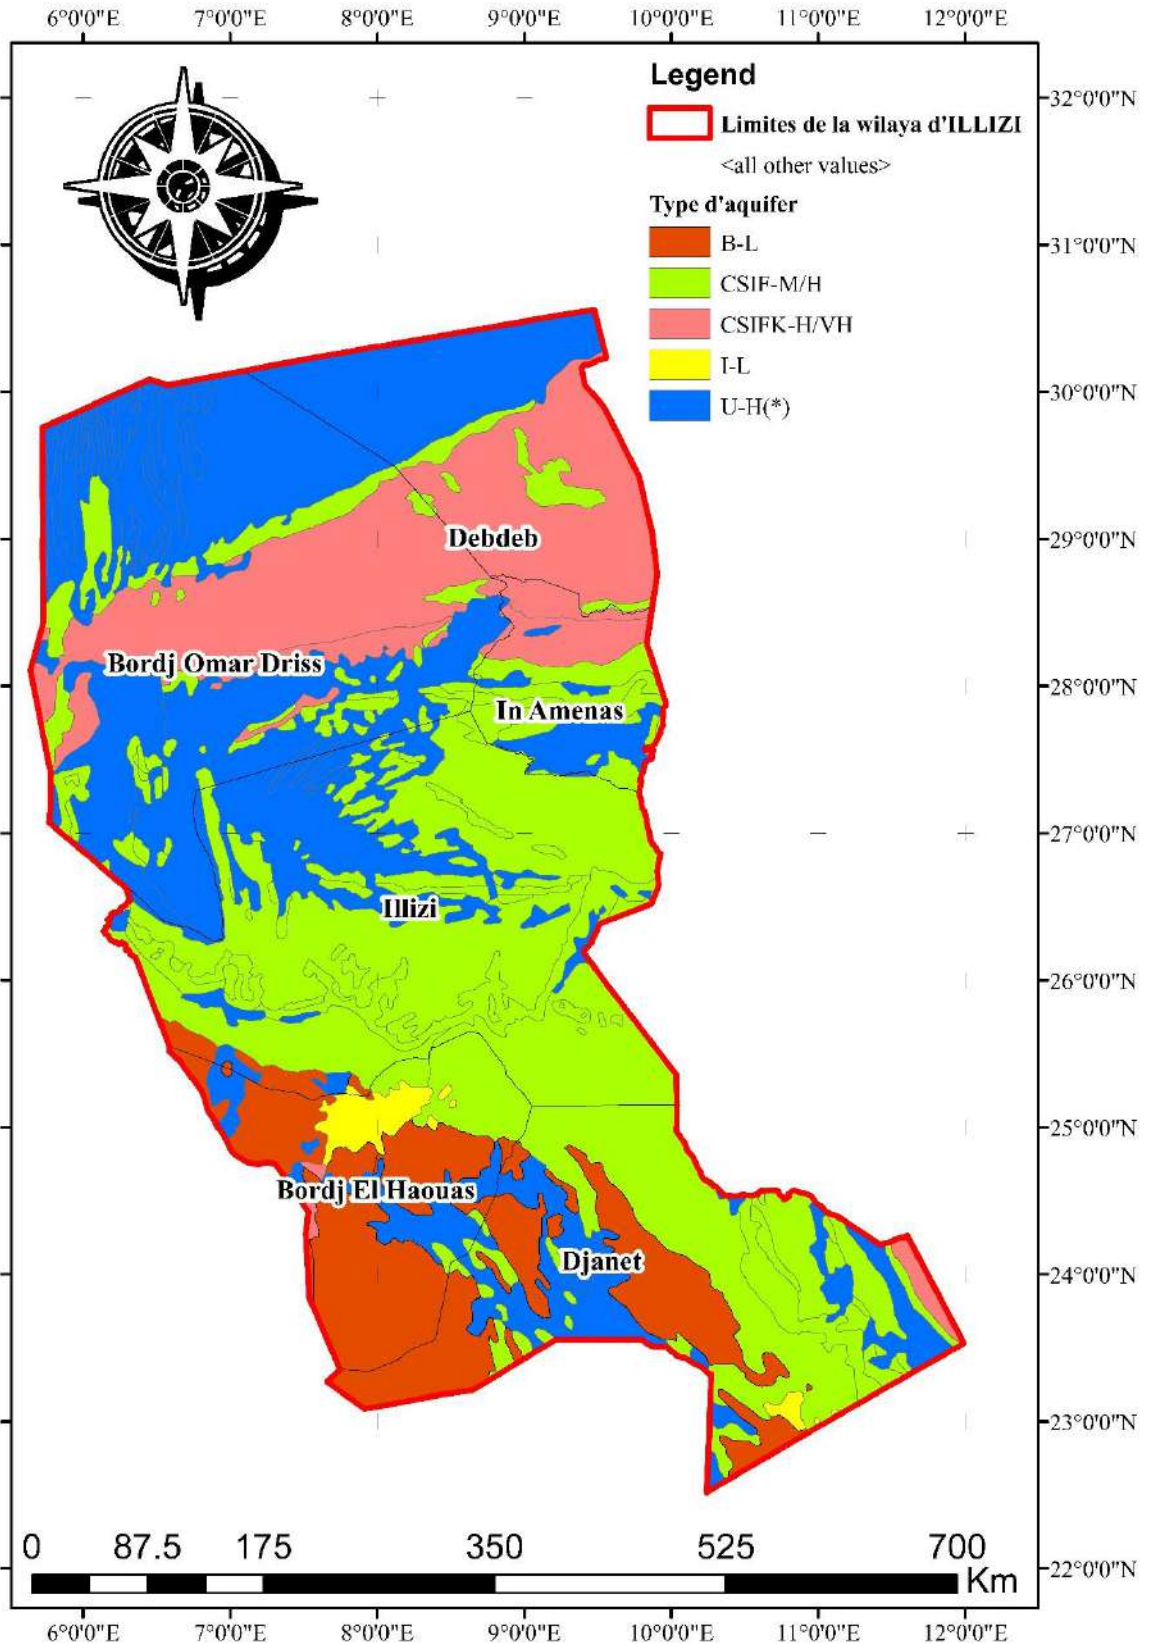 6°0'0"E 7°0'0"E 8°0'0"E 9°0'0"E 10°0'0"E 11°0'0"E 12°0'0"E
Legend
32°0'0"N
Limites de la wilaya d'ILLIZI
<all other values>
Type d'aquifer
B-L
31°0'0"N
CSIF-M/H
CSIFK-H/VH
I-L
30°0'0"N
U-H(*)
Debdeb
29°0'0"N
Bordj Omar Driss
28°0'0"N
In Amenas
27°0'0"N
Illizi
26°0'0"N
25°0'0"N
Bordj El Haouas
Djanet
24°0'0"N
23°0'0"N
0 87.5 175 350 525 700
22°0'0"N
Km
6°0'0"E 7°0'0"E 8°0'0"E 9°0'0"E 10°0'0"E 11°0'0"E 12°0'0"E